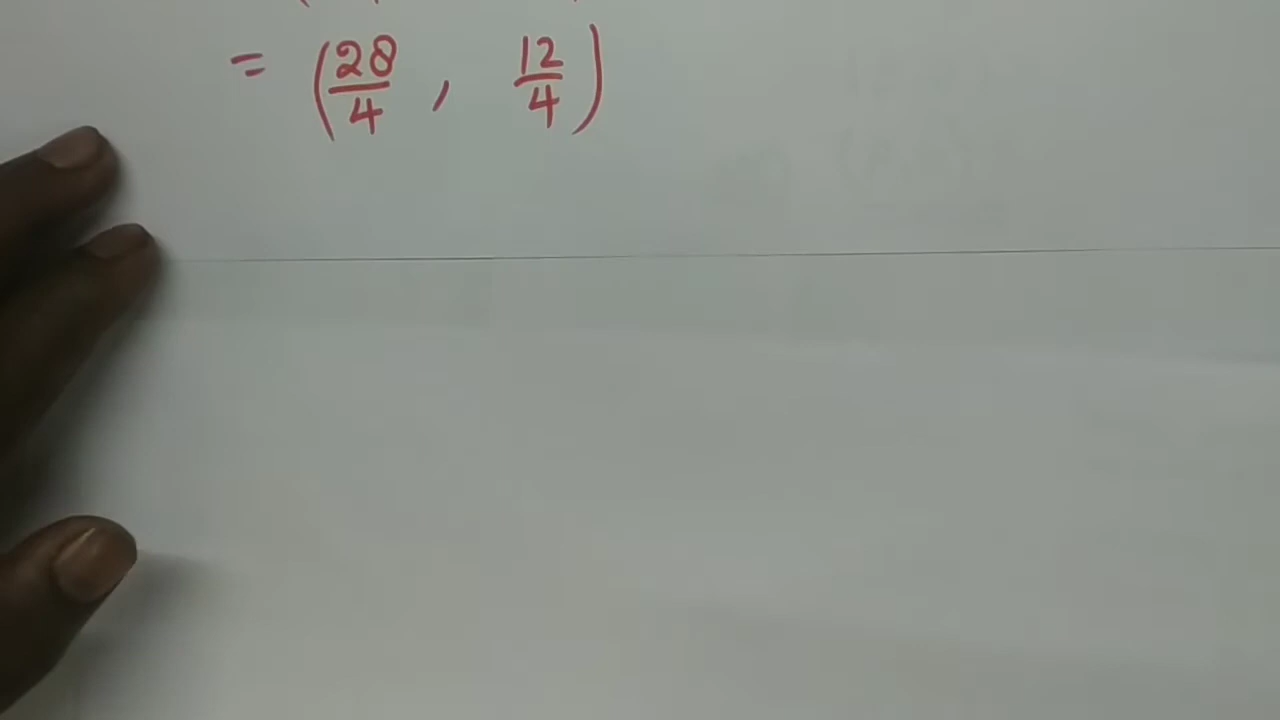 = (28/4 , 12/4)